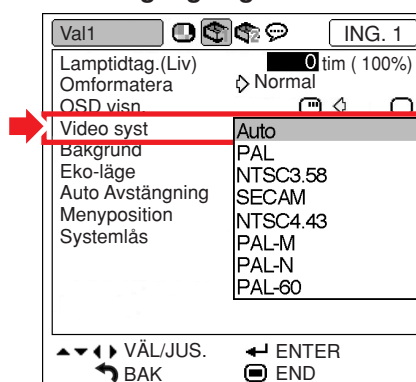 Val1 ING. 1
Lamptidtag.(Liv) 0 tim ( 100%)
Omformatera Normal
OSD visn.
Video syst Auto
Bakgrund PAL
Eko-läge NTSC3.58
Auto Avstängning SECAM
Menyposition NTSC4.43
Systemlås PAL-M
PAL-N
PAL-60
VÄL/JUS. ENTER
BAK END